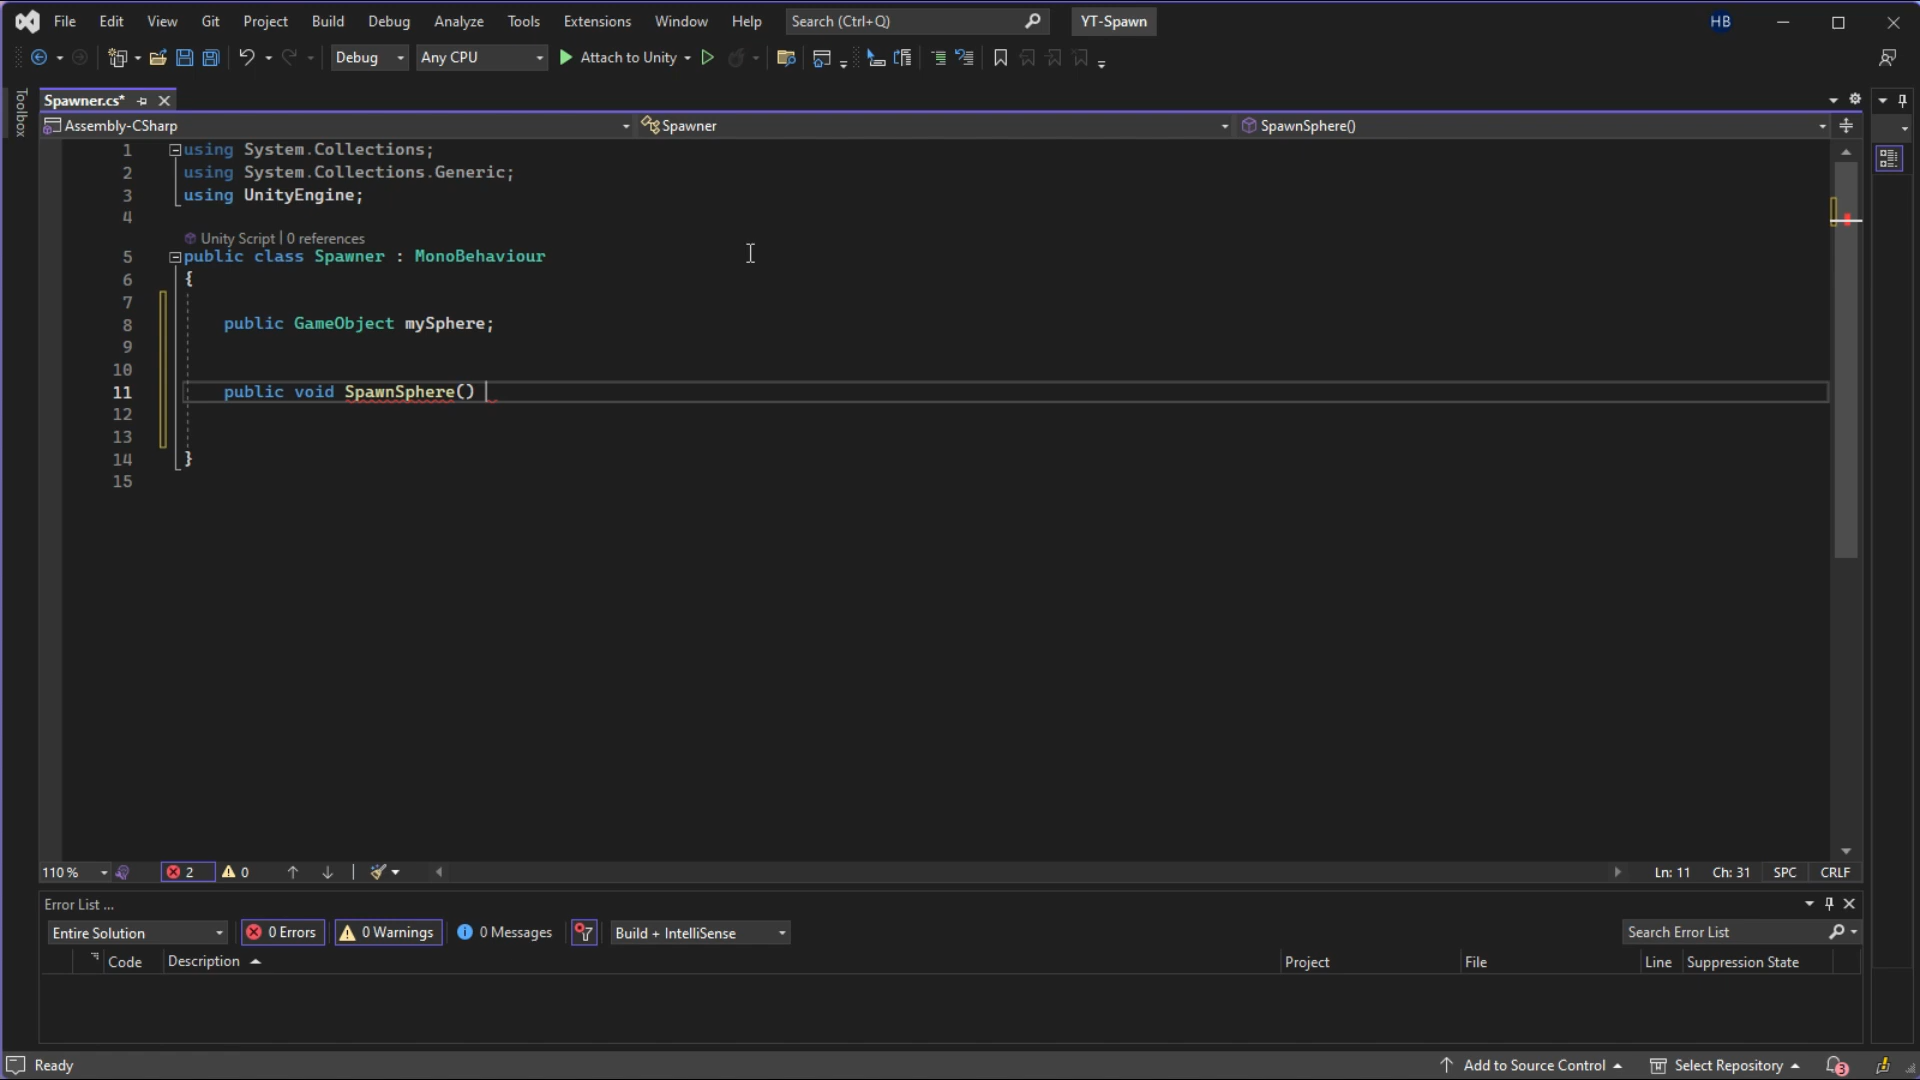 File Edit View Git Project Build Debug Analyze Tools Extensions Window Help Search (Ctrl+Q) YT-Spawn HB
Debug Any CPU Attach to Unity
Toolbox
Spawner.cs*
Assembly-CSharp Spawner SpawnSphere()
1 using System.Collections;
2 using System.Collections.Generic;
3 using UnityEngine;
4
Unity Script | 0 references
5 public class Spawner : MonoBehaviour
6 {
7
8 public GameObject mySphere;
9
10
11 public void SpawnSphere()
12
13
14 }
15
110 % 2 0 Ln: 11 Ch: 31 SPC CRLF
Error List ...
Entire Solution 0 Errors 0 Warnings 0 Messages Build + IntelliSense Search Error List
Code Description Project File Line Suppression State
Ready Add to Source Control Select Repository 3